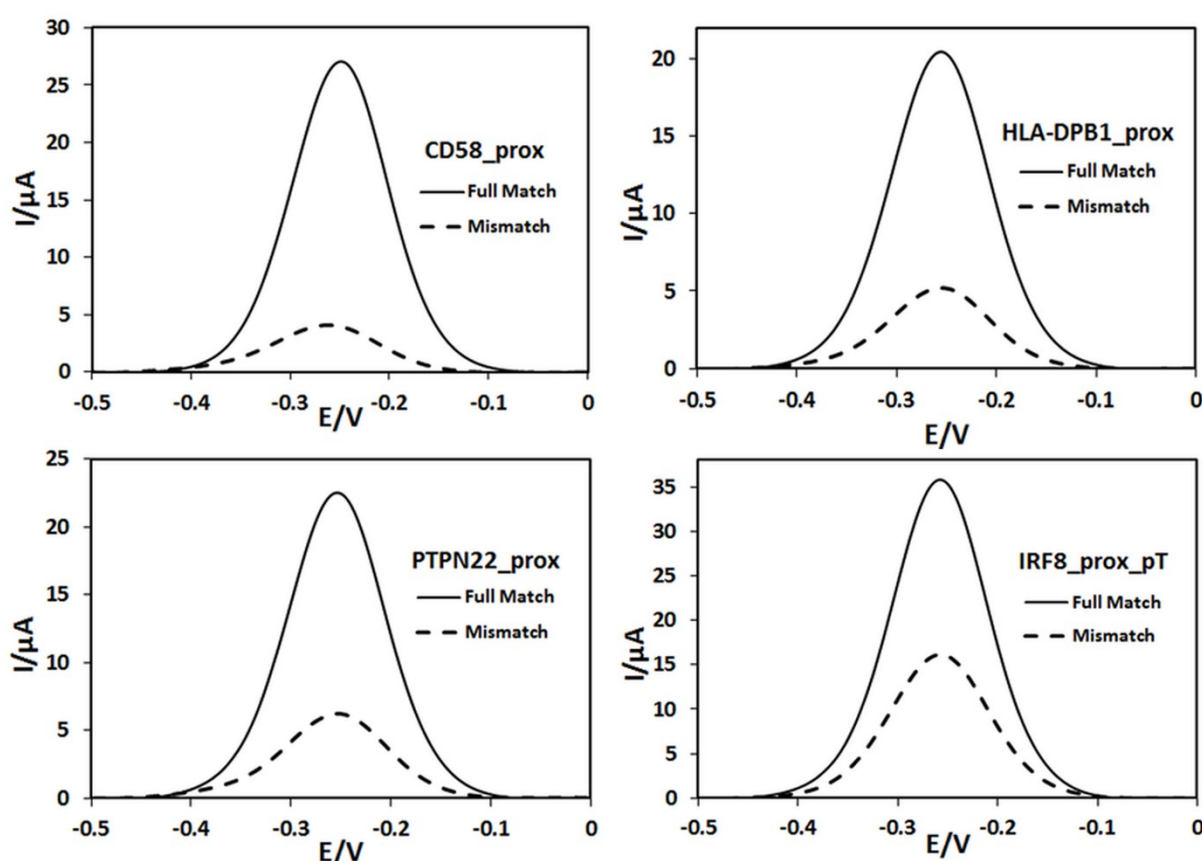 30
25
20
15
10
5
0
I/µA
CD58_prox
Full Match
Mismatch
-0.5 -0.4 -0.3 -0.2 -0.1 0
E/V
20
15
10
5
0
I/µA
HLA-DPB1_prox
Full Match
Mismatch
-0.5 -0.4 -0.3 -0.2 -0.1 0
E/V
25
20
15
10
5
0
I/µA
PTPN22_prox
Full Match
Mismatch
-0.5 -0.4 -0.3 -0.2 -0.1 0
E/V
35
30
25
20
15
10
5
0
I/µA
IRF8_prox_pT
Full Match
Mismatch
-0.5 -0.4 -0.3 -0.2 -0.1 0
E/V